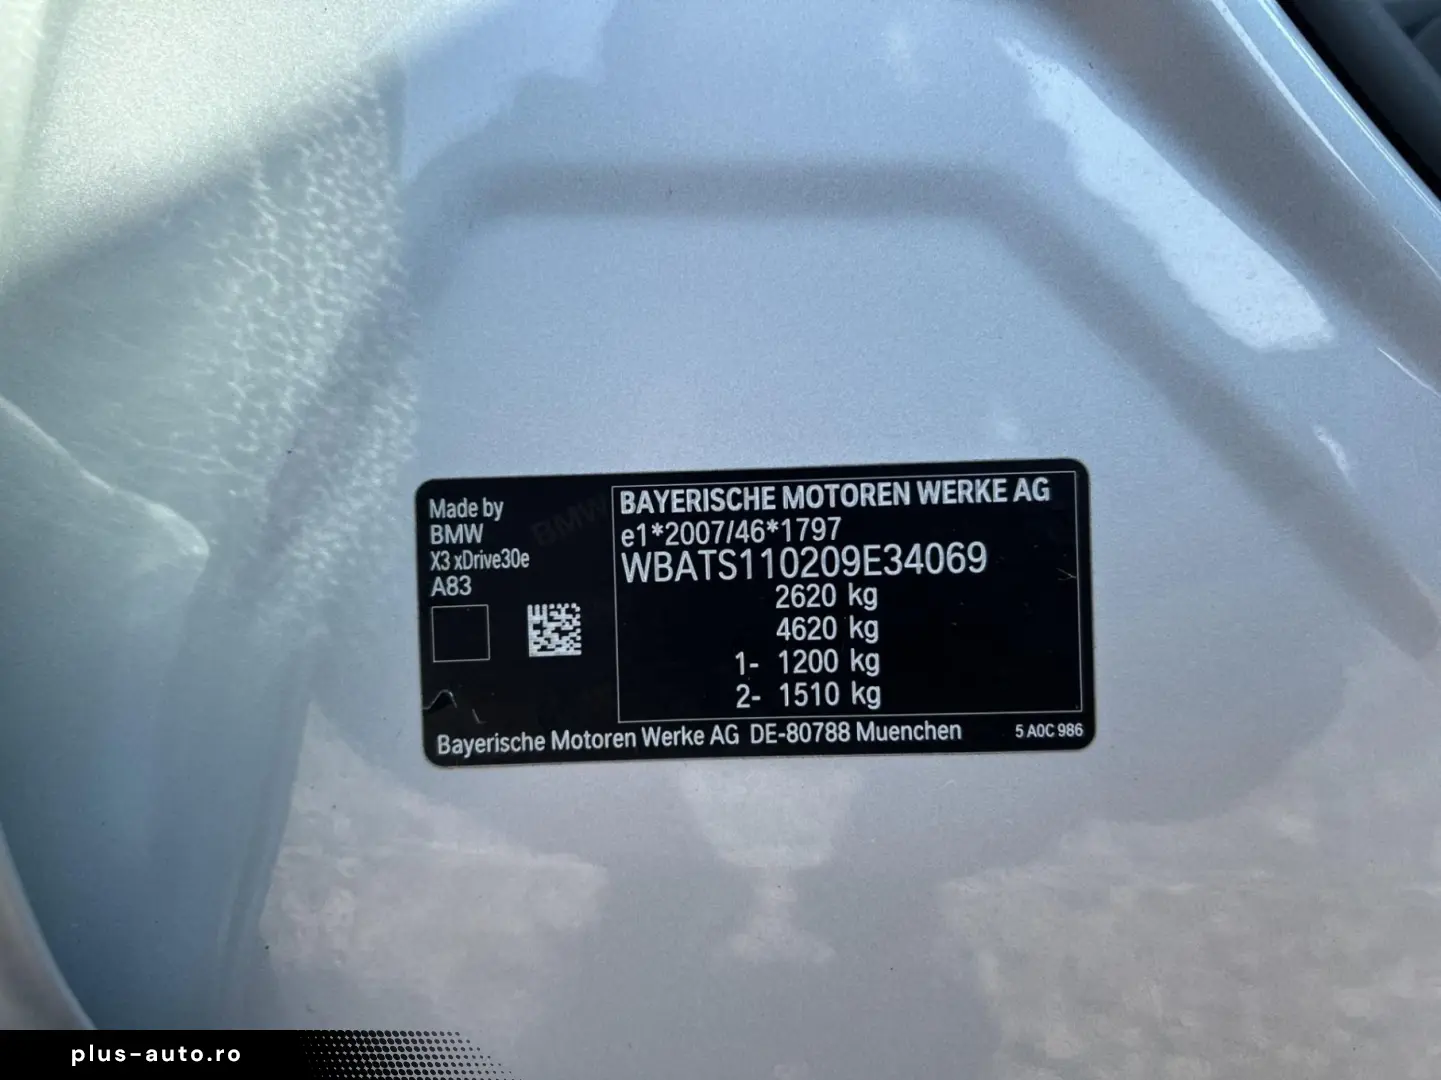 Made by
BMW
X3 xDrive30e
A83
BAYERISCHE MOTOREN WERKE AG
e1*2007/46*1797
WBATS110209E34069
2620 kg
4620 kg
1- 1200 kg
2- 1510 kg
Bayerische Motoren Werke AG DE-80788 Muenchen
5 A0C 986
plus-auto.ro